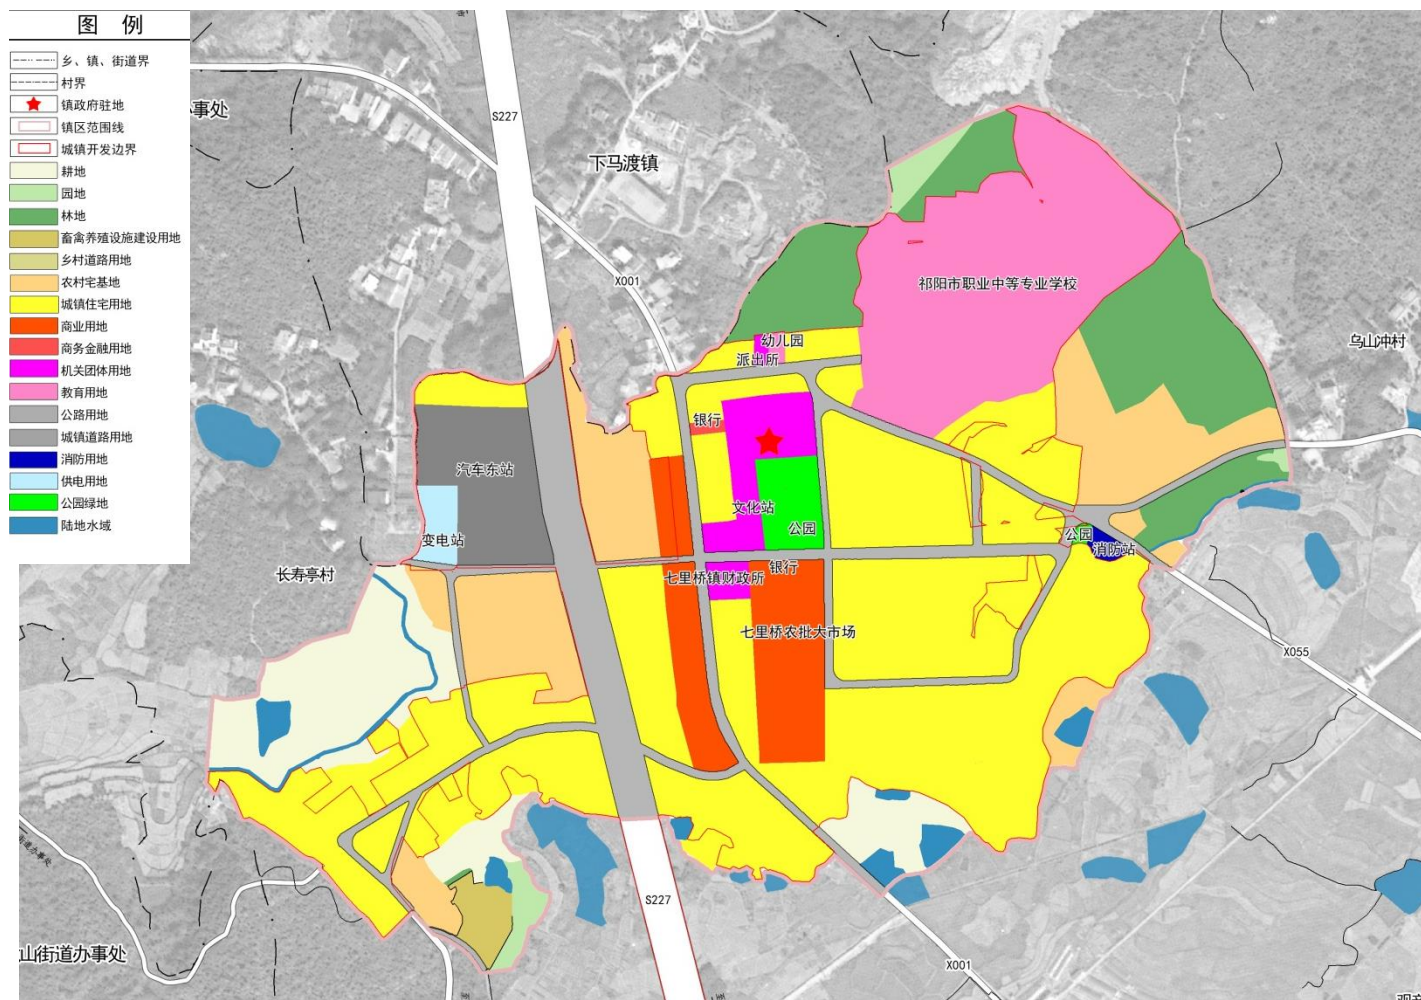 图 例
乡、镇、街道界
村界
镇政府驻地
镇区范围线
城镇开发边界
耕地
园地
林地
畜禽养殖设施建设用地
乡村道路用地
农村宅基地
城镇住宅用地
商业用地
商务金融用地
机关团体用地
教育用地
公路用地
城镇道路用地
消防用地
供电用地
公园绿地
陆地水域
事处
S227
下马渡镇
X001
祁阳市职业中等专业学校
乌山冲村
幼儿园
派出所
银行
汽车东站
文化站
公园
变电站
公园
消防站
长寿亭村
七里桥镇财政所
银行
七里桥农批大市场
X055
街道办事处
S227
山街道办事处
X001